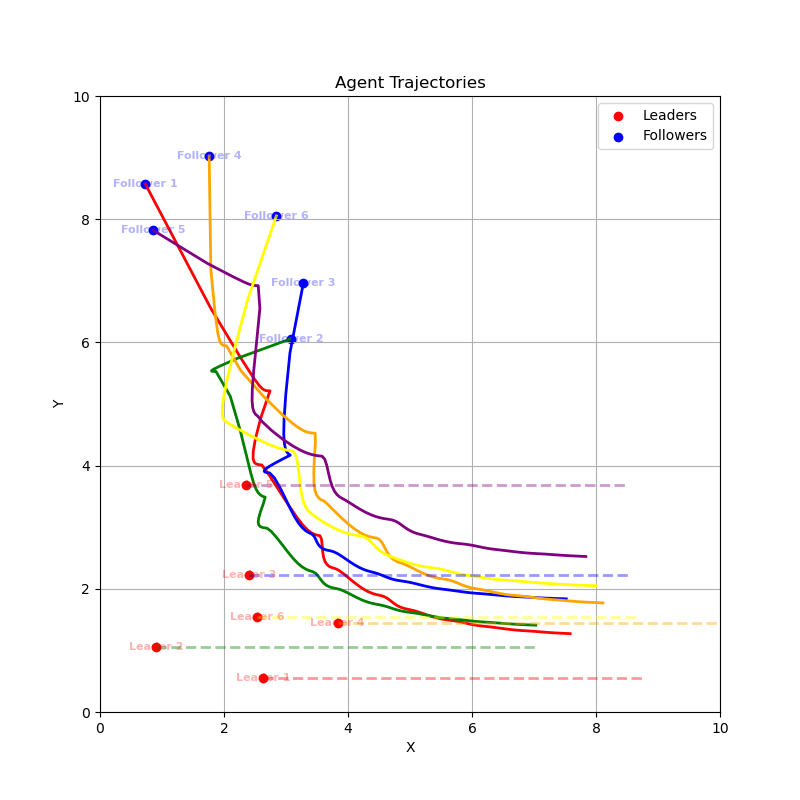 Agent Trajectories
Leaders
Followers
Follower 4
Follower 1
Follower 6
Follower 5
Follower 3
Follower 2
Leader 5
Leader 3
Leader 6
Leader 4
Leader 2
Leader 1
10
8
6
4
2
0
Y
0 2 4 6 8 10
X